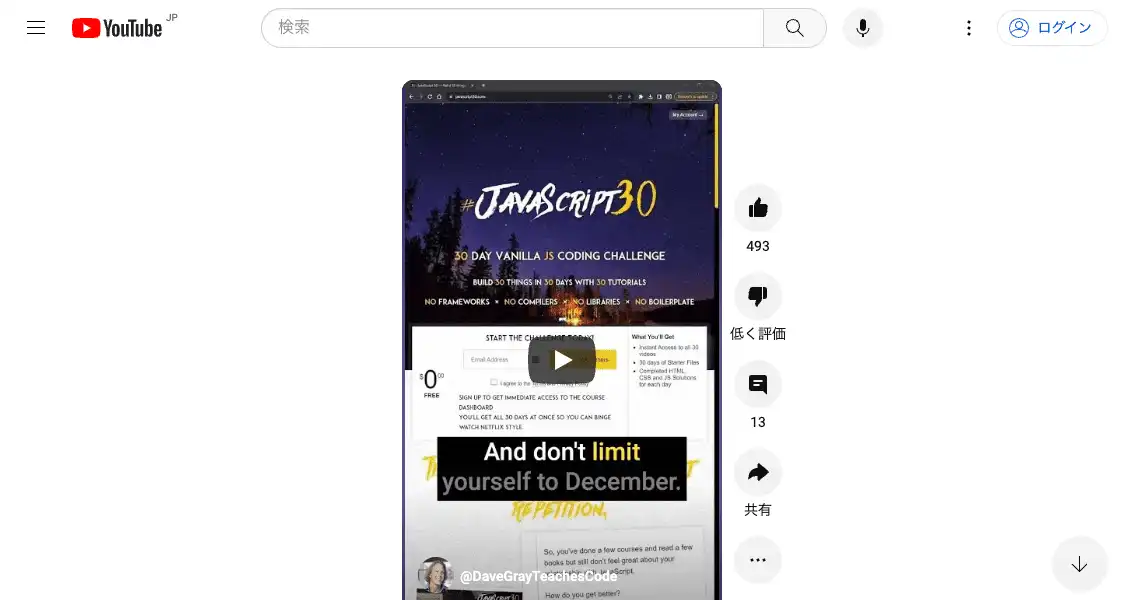 YouTube JP
検索
ログイン
javascript30.com
My Account →
#JAVASCRIPT30
30 DAY VANILLA JS CODING CHALLENGE
BUILD 30 THINGS IN 30 DAYS WITH 30 TUTORIALS
NO FRAMEWORKS × NO COMPILERS × NO LIBRARIES × NO BOILERPLATE
START THE CHALLENGE TODAY!
Email Address
I agree to the
$0.00
FREE
SIGN UP TO GET IMMEDIATE ACCESS TO THE COURSE
DASHBOARD
YOU'LL GET ALL 30 DAYS AT ONCE SO YOU CAN BINGE
WATCH NETFLIX STYLE.
What You'll Get
Instant Access to all 30
videos
30 days of Starter Files
Completed HTML,
CSS and JS Solutions
for each day
And don't limit
yourself to December.
REPETITION.
So, you've done a few courses and read a few
books but still don't feel great about your
JavaScript.
How do you get better?
@DaveGrayTeachesCode
493
低く評価
13
共有